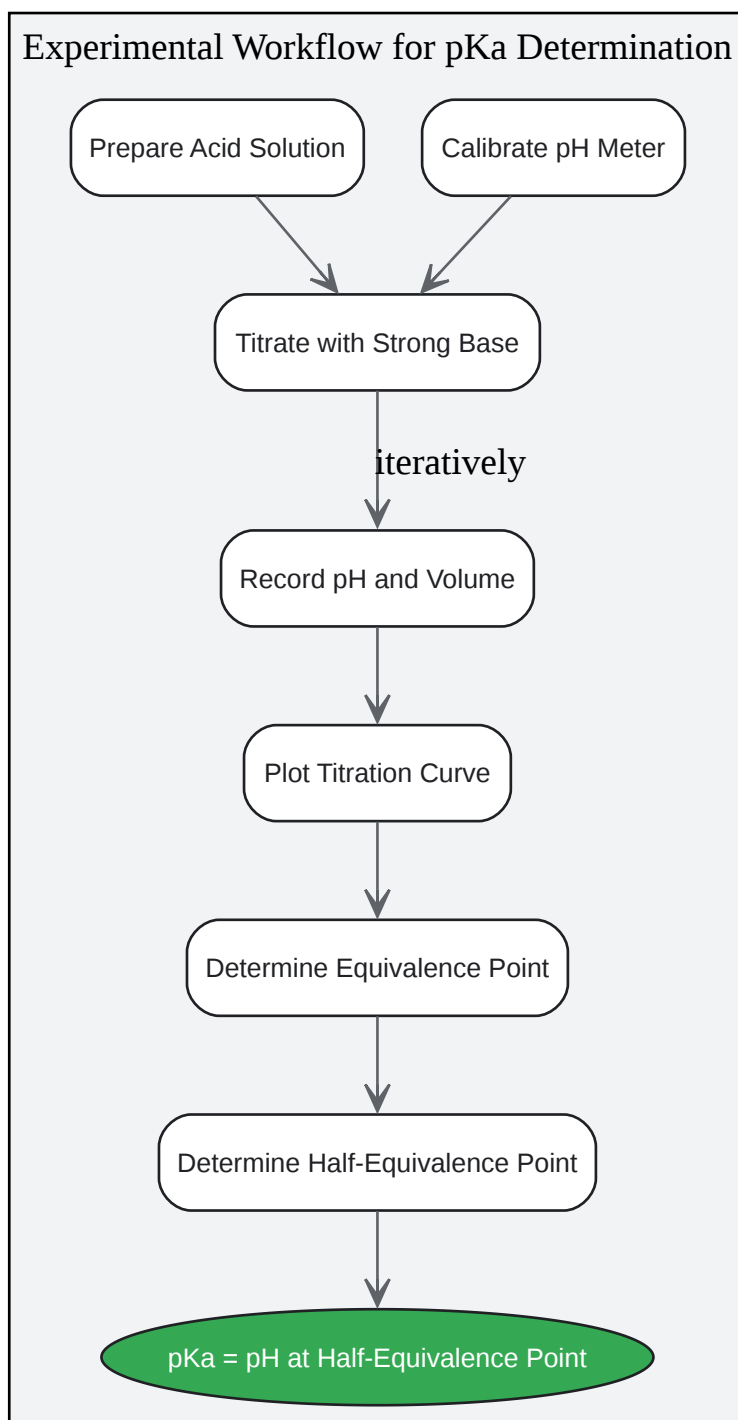 Experimental Workflow for pKa Determination
Prepare Acid Solution
Calibrate pH Meter
Titrate with Strong Base
iteratively
Record pH and Volume
Plot Titration Curve
Determine Equivalence Point
Determine Half-Equivalence Point
pKa = pH at Half-Equivalence Point